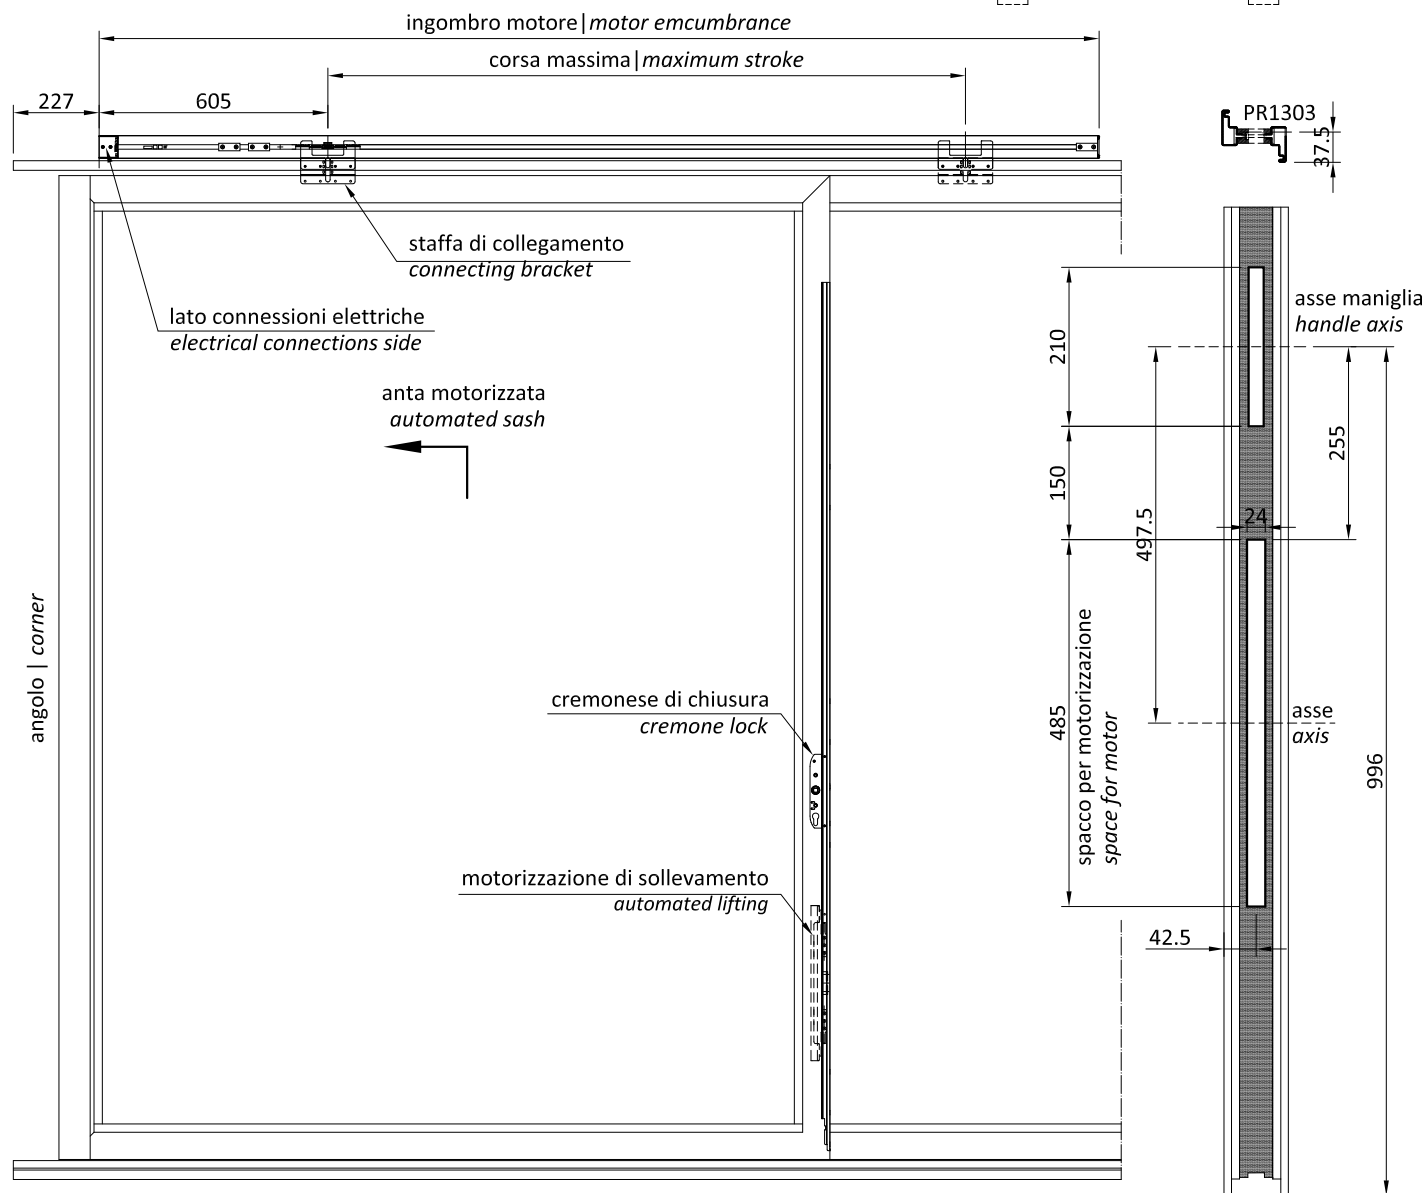 ingombro motore|motor emcumbrance
corsa massima|maximum stroke
227
605
PR1303
37.5
staffa di collegamento
connecting bracket
lato connessioni elettriche
electrical connections side
asse maniglia
handle axis
210
anta motorizzata
automated sash
255
150
497.5
24
angolo | corner
cremonese di chiusura
cremone lock
485
spacco per motorizzazione
space for motor
asse
axis
996
motorizzazione di sollevamento
automated lifting
42.5